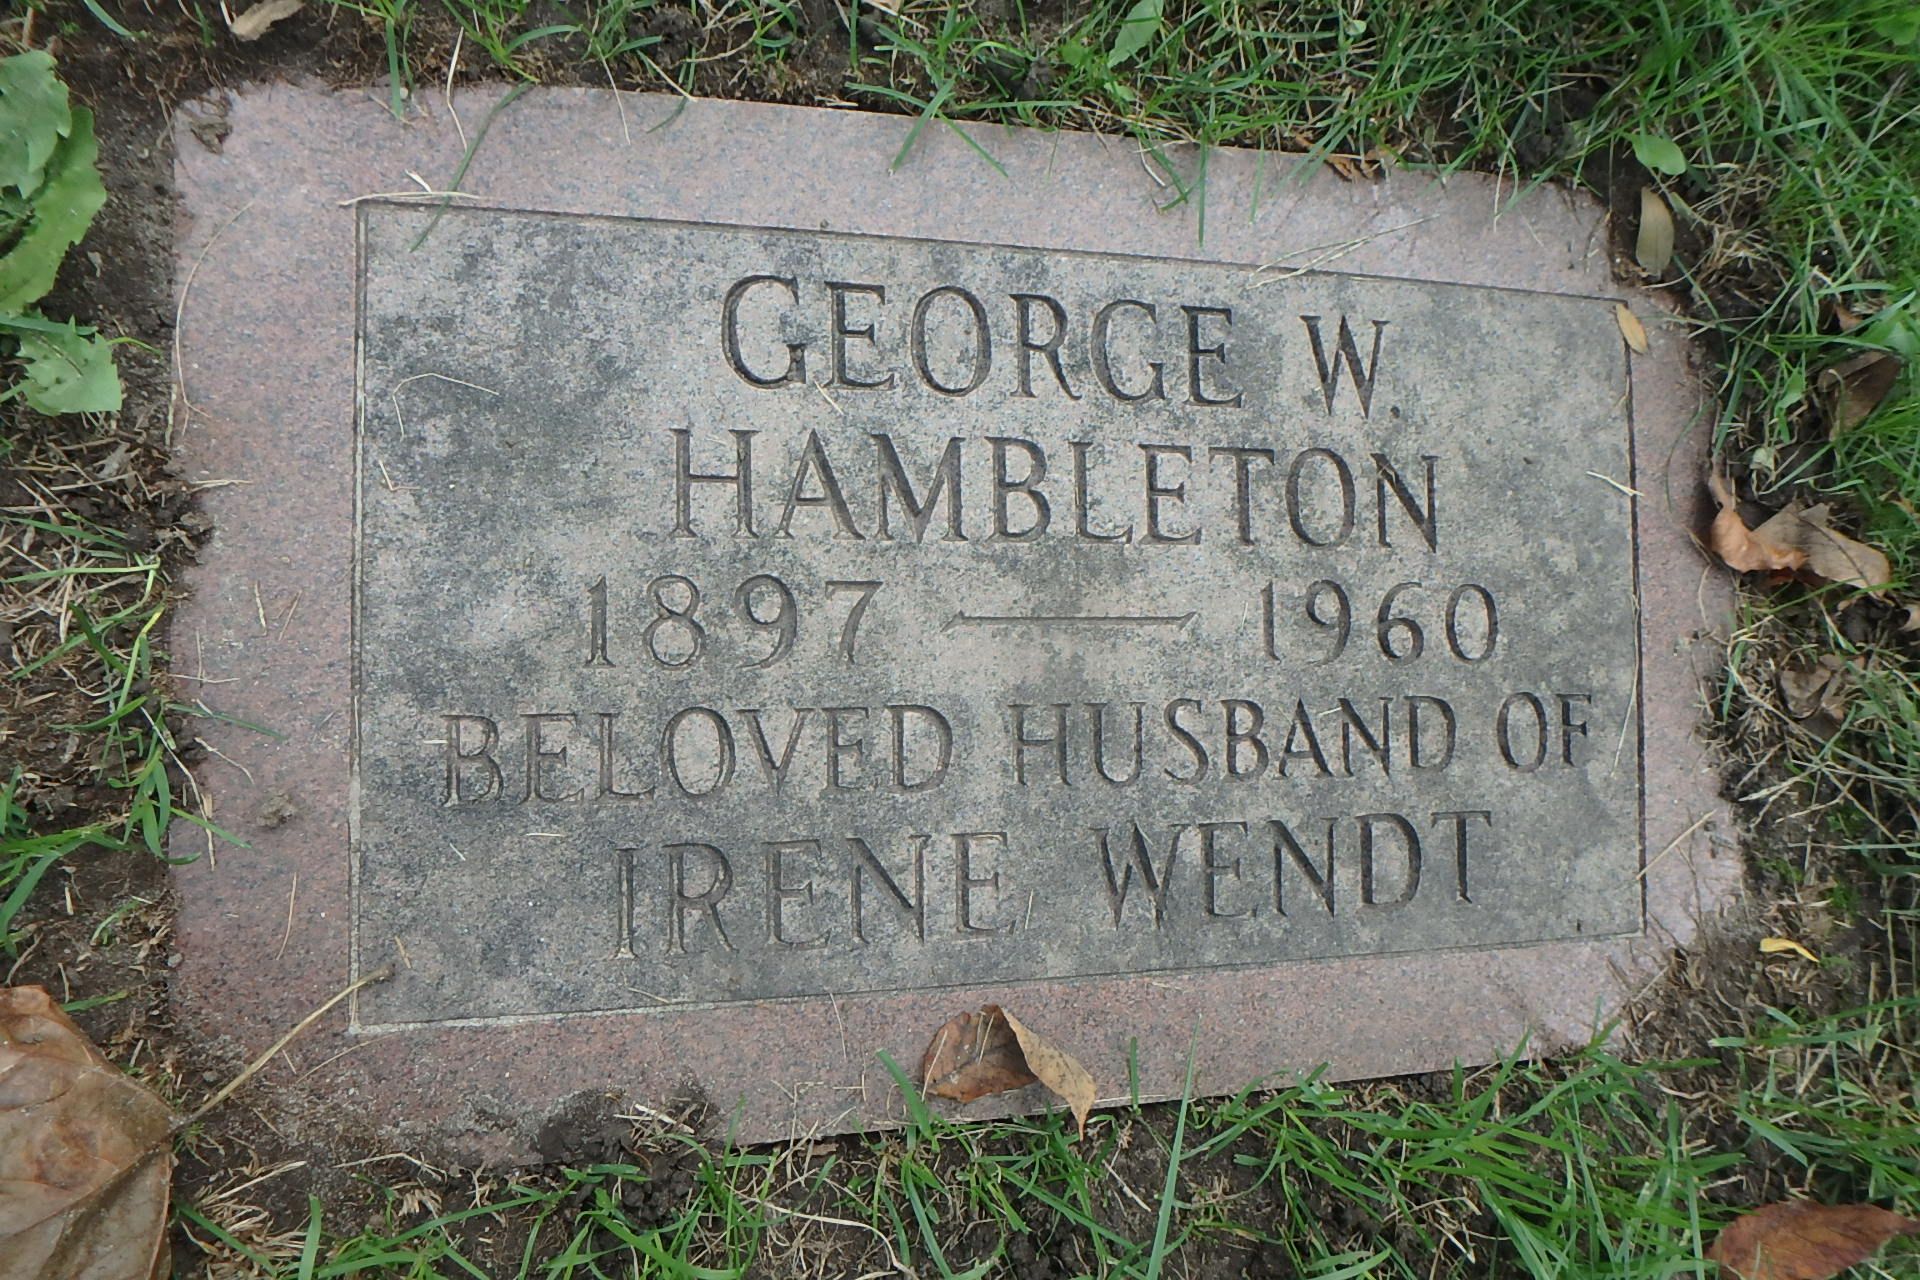 GEORGE W.
HAMBLETON
1897 — 1960
BELOVED HUSBAND OF
IRENE WENDT